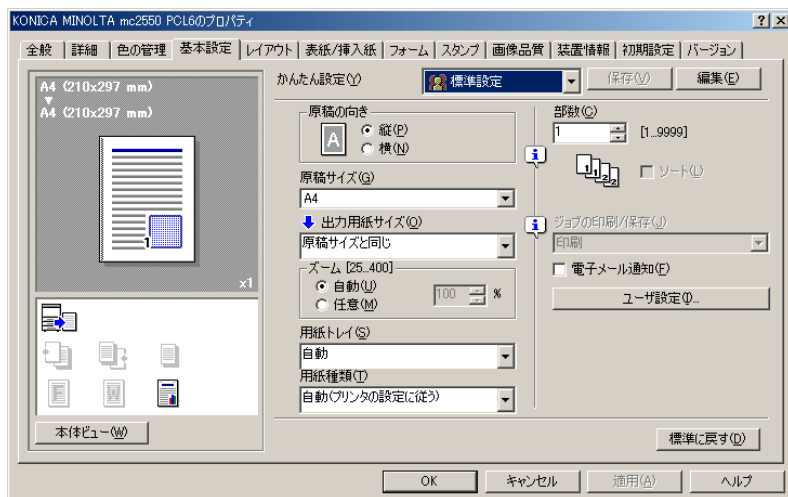 KONICA MINOLTA mc2550 PCL6のプロパティ
全般 詳細 色の管理 基本設定 レイアウト 表紙/挿入紙 フォーム スタンプ 画像品質 装置情報 初期設定 バージョン
A4 (210x297 mm)
A4 (210x297 mm)
1
x1
本体ビュー(W)
かんたん設定(Y) 標準設定 保存(V) 編集(E)
原稿の向き
A
縦(P)
横(N)
原稿サイズ(G)
A4
出力用紙サイズ(O)
原稿サイズと同じ
ズーム [25...400]
自動(U)
任意(M)
100 %
用紙トレイ(S)
自動
用紙種類(T)
自動(プリンタの設定に従う)
部数(C)
1 [1...9999]
1 1 2 2
ソート(L)
ジョブの印刷/保存(J)
印刷
電子メール通知(F)
ユーザ設定(I)...
標準に戻す(D)
OK キャンセル 適用(A) ヘルプ